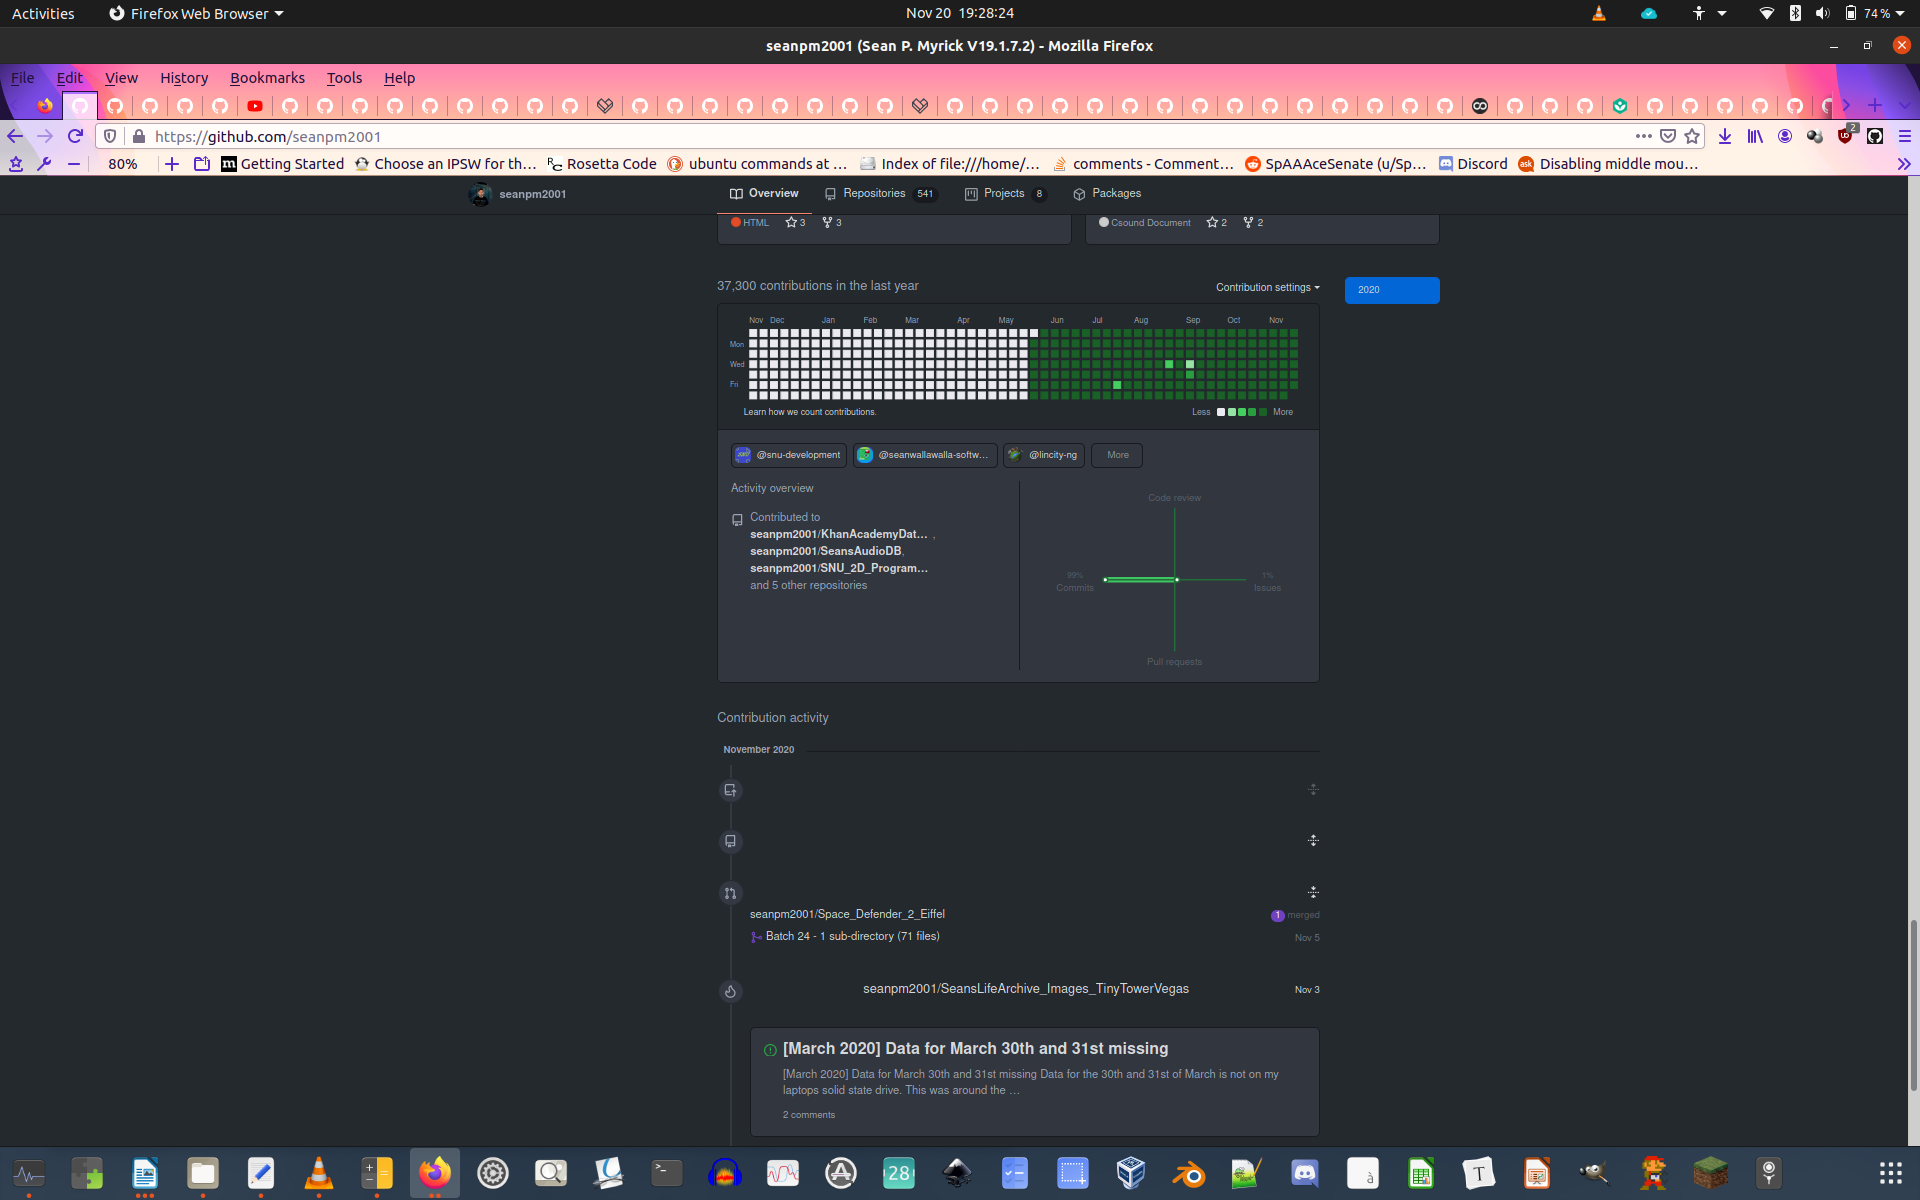 Activities
Firefox Web Browser
Nov 20 19:28:24
74 %
seanpm2001 (Sean P. Myrick V19.1.7.2) - Mozilla Firefox
File Edit View History Bookmarks Tools Help
https://github.com/seanpm2001
2
80%
Getting Started
Choose an IPSW for th…
Rosetta Code
ubuntu commands at …
Index of file:///home/…
comments - Comment…
SpAAAceSenate (u/Sp…
Discord
Disabling middle mou…
seanpm2001
Overview
Repositories 541
Projects 8
Packages
HTML 3 3
Csound Document 2 2
37,300 contributions in the last year
Contribution settings
2020
Nov Dec Jan Feb Mar Apr May Jun Jul Aug Sep Oct Nov
Mon
Wed
Fri
Learn how we count contributions.
Less More
@snu-development
@seanwallawalla-softw…
@lincity-ng
More
Activity overview
Contributed to
seanpm2001/KhanAcademyDat… ,
seanpm2001/SeansAudioDB,
seanpm2001/SNU_2D_Program…
and 5 other repositories
Code review
99%
Commits
1%
Issues
Pull requests
Contribution activity
November 2020
seanpm2001/Space_Defender_2_Eiffel
1 merged
Batch 24 - 1 sub-directory (71 files)
Nov 5
seanpm2001/SeansLifeArchive_Images_TinyTowerVegas
Nov 3
[March 2020] Data for March 30th and 31st missing
[March 2020] Data for March 30th and 31st missing Data for the 30th and 31st of March is not on my
laptops solid state drive. This was around the …
2 comments
28